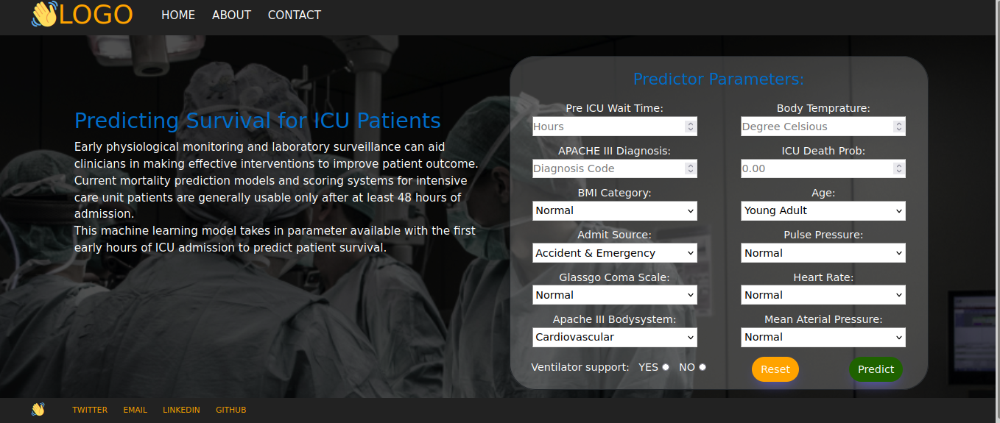 LOGO HOME ABOUT CONTACT
Predicting Survival for ICU Patients
Early physiological monitoring and laboratory surveillance can aid
clinicians in making effective interventions to improve patient outcome.
Current mortality prediction models and scoring systems for intensive
care unit patients are generally usable only after at least 48 hours of
admission.
This machine learning model takes in parameter available with the first
early hours of ICU admission to predict patient survival.
Predictor Parameters:
Pre ICU Wait Time: Body Temprature:
Hours Degree Celsious
APACHE III Diagnosis: ICU Death Prob:
Diagnosis Code 0.00
BMI Category: Age:
Normal Young Adult
Admit Source: Pulse Pressure:
Accident & Emergency Normal
Glassgo Coma Scale: Heart Rate:
Normal Normal
Apache III Bodysystem: Mean Aterial Pressure:
Cardiovascular Normal
Ventilator support: YES NO Reset Predict
TWITTER EMAIL LINKEDIN GITHUB